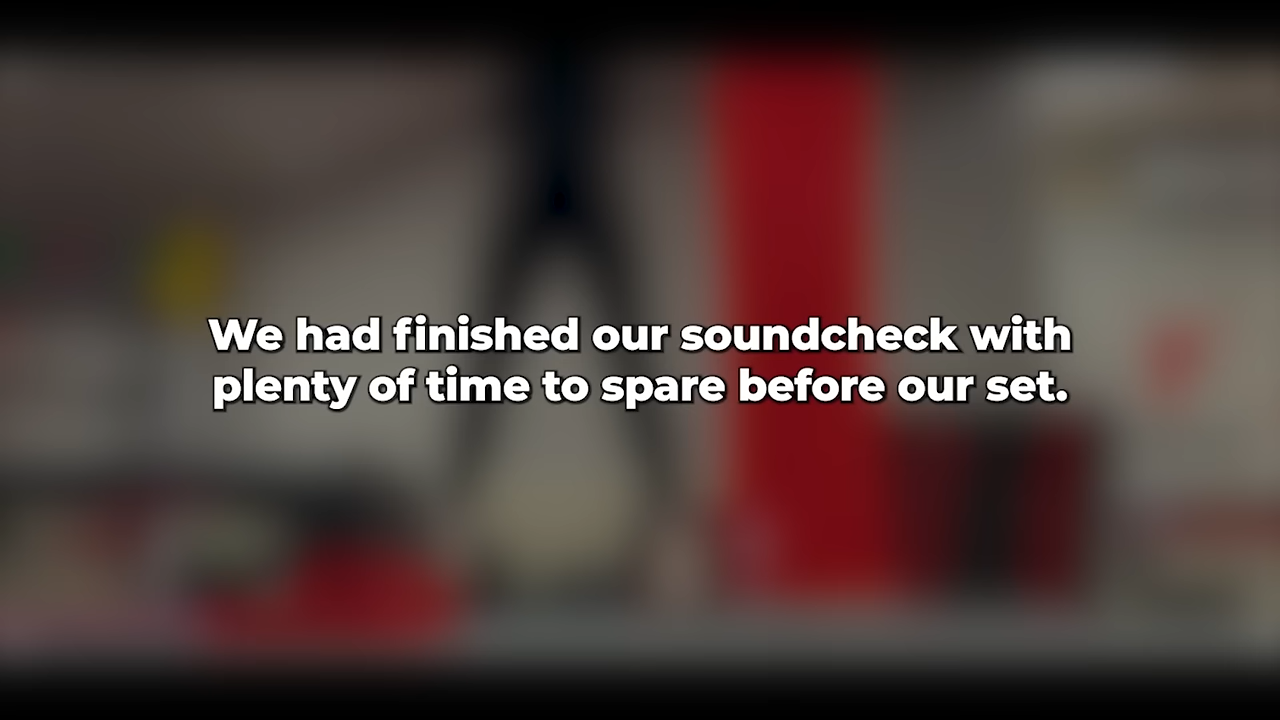 We had finished our soundcheck with
plenty of time to spare before our set.